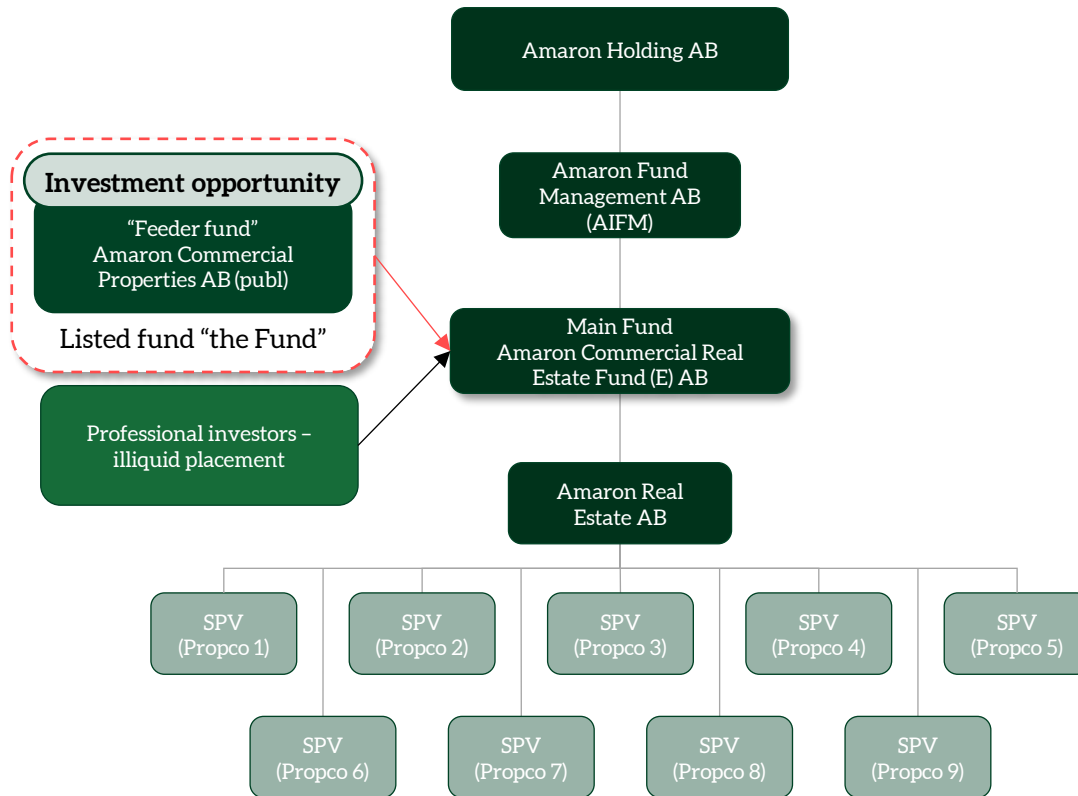 Amaron Holding AB
Amaron Fund
Management AB
(AIFM)
Investment opportunity
“Feeder fund”
Amaron Commercial
Properties AB (publ)
Listed fund “the Fund”
Main Fund
Amaron Commercial Real
Estate Fund (E) AB
Professional investors –
illiquid placement
Amaron Real
Estate AB
SPV
(Propco 1)
SPV
(Propco 2)
SPV
(Propco 3)
SPV
(Propco 4)
SPV
(Propco 5)
SPV
(Propco 6)
SPV
(Propco 7)
SPV
(Propco 8)
SPV
(Propco 9)